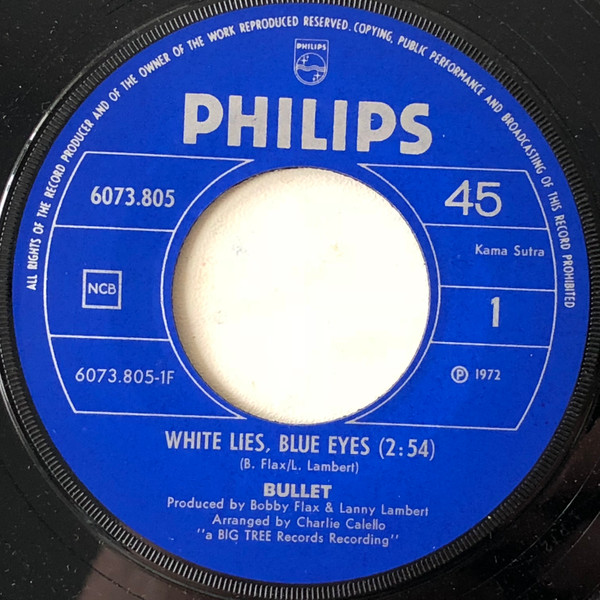 ALL RIGHTS OF THE RECORD PRODUCER AND OF THE OWNER OF THE WORK REPRODUCED RESERVED. COPYING, PUBLIC PERFORMANCE AND BROADCASTING OF THIS RECORD PROHIBITED
PHILIPS
PHILIPS
6073.805
45
Kama Sutra
NCB
1
6073.805-1F
Ⓟ 1972
WHITE LIES, BLUE EYES (2:54)
(B. Flax/L. Lambert)
BULLET
Produced by Bobby Flax & Lanny Lambert
Arranged by Charlie Calello
"a BIG TREE Records Recording"